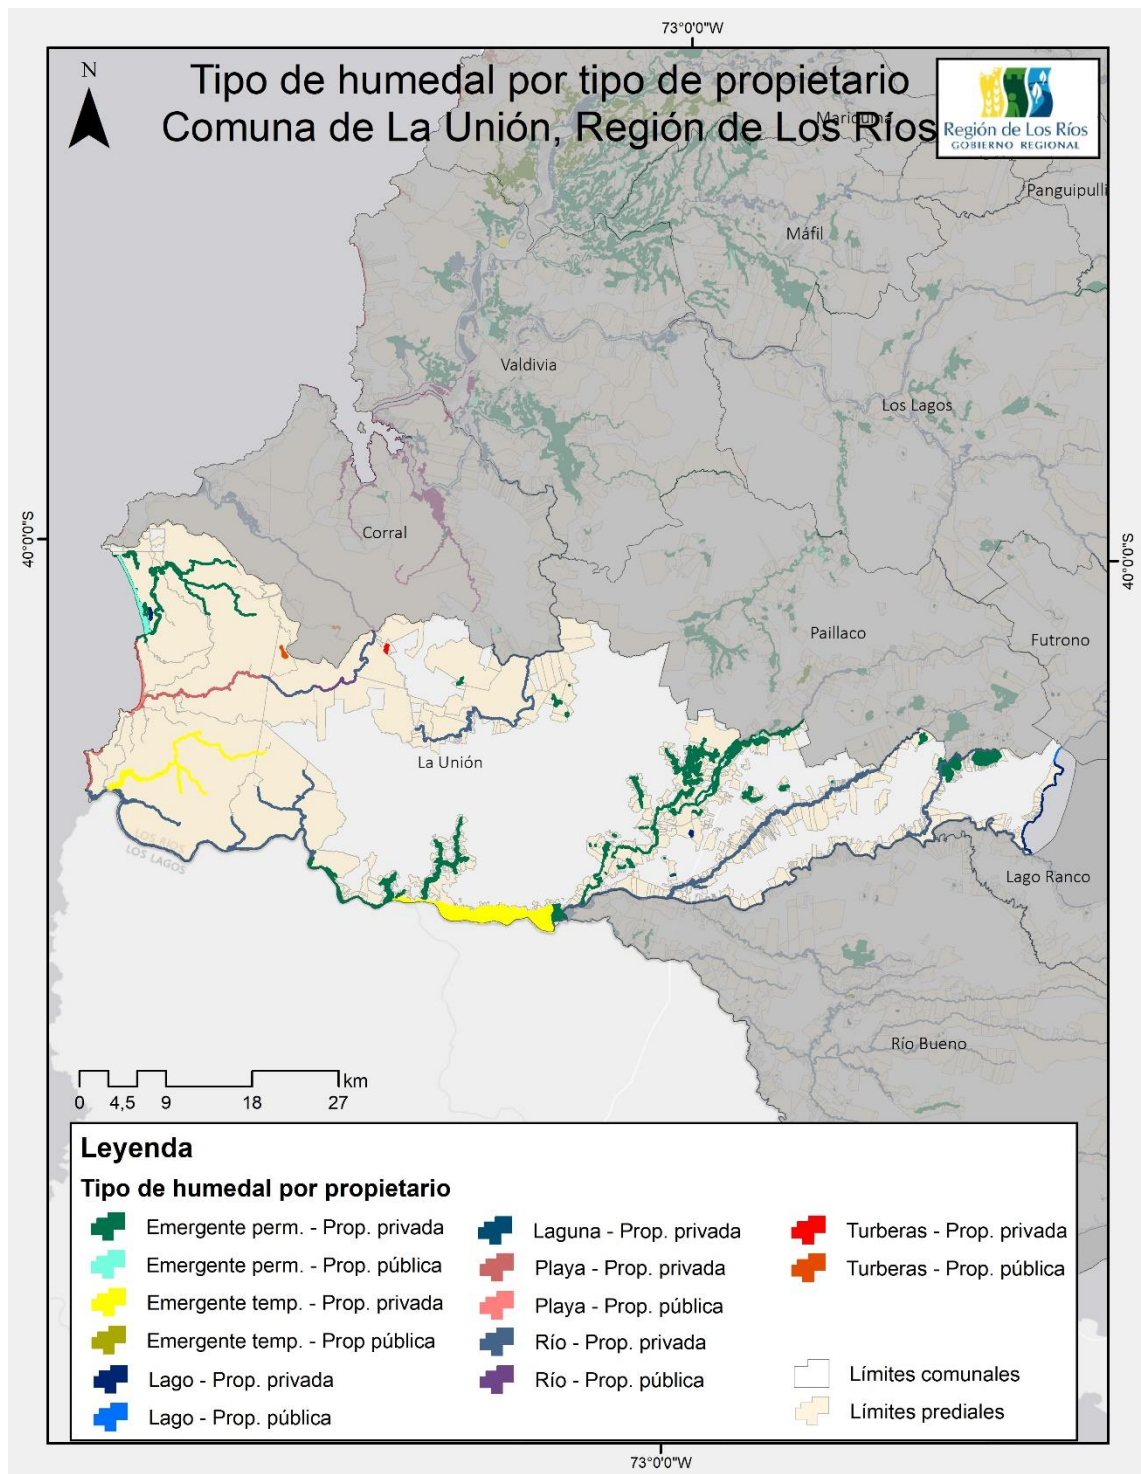 73°0'0"W
N
Tipo de humedal por tipo de propietario
Comuna de La Unión, Región de Los Ríos
Región de Los Ríos
GOBIERNO REGIONAL
Mariquina
Panguipulli
Máfil
Valdivia
Los Lagos
40°0'0"S
40°0'0"S
Corral
Paillaco
Futrono
La Unión
LOS RÍOS
LOS LAGOS
Lago Ranco
Río Bueno
km
0 4,5 9 18 27
Leyenda
Tipo de humedal por propietario
Emergente perm. - Prop. privada
Emergente perm. - Prop. pública
Emergente temp. - Prop. privada
Emergente temp. - Prop pública
Lago - Prop. privada
Lago - Prop. pública
Laguna - Prop. privada
Playa - Prop. privada
Playa - Prop. pública
Río - Prop. privada
Río - Prop. pública
Turberas - Prop. privada
Turberas - Prop. pública
Límites comunales
Límites prediales
73°0'0"W